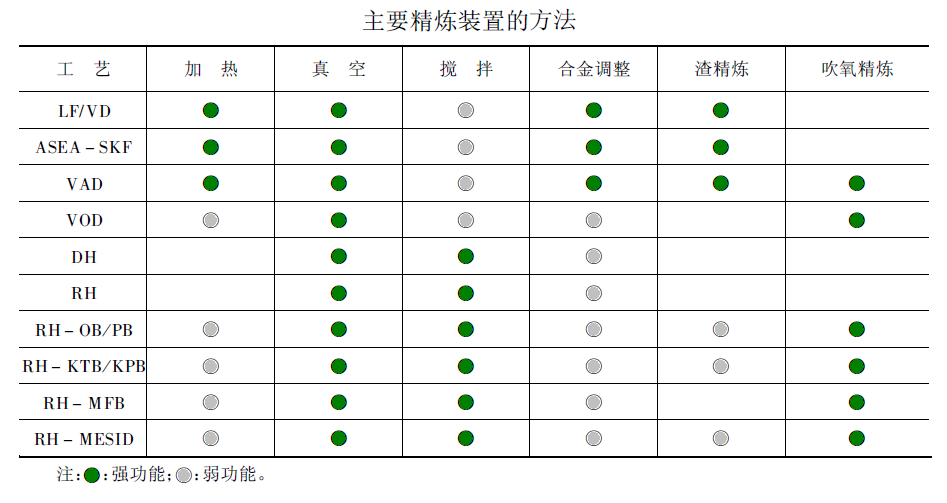 主要精炼装置的方法
工 艺 加 热 真 空 搅 拌 合金调整 渣精炼 吹氧精炼
LF/VD ● ● ● ● ●
ASEA-SKF ● ● ● ● ●
VAD ● ● ● ● ● ●
VOD ● ● ● ● ●
DH ● ● ●
RH ● ● ●
RH-OB/PB ● ● ● ● ● ●
RH-KTB/KPB ● ● ● ● ● ●
RH-MFB ● ● ● ● ●
RH-MESID ● ● ● ● ● ●
注:●:强功能;●:弱功能。